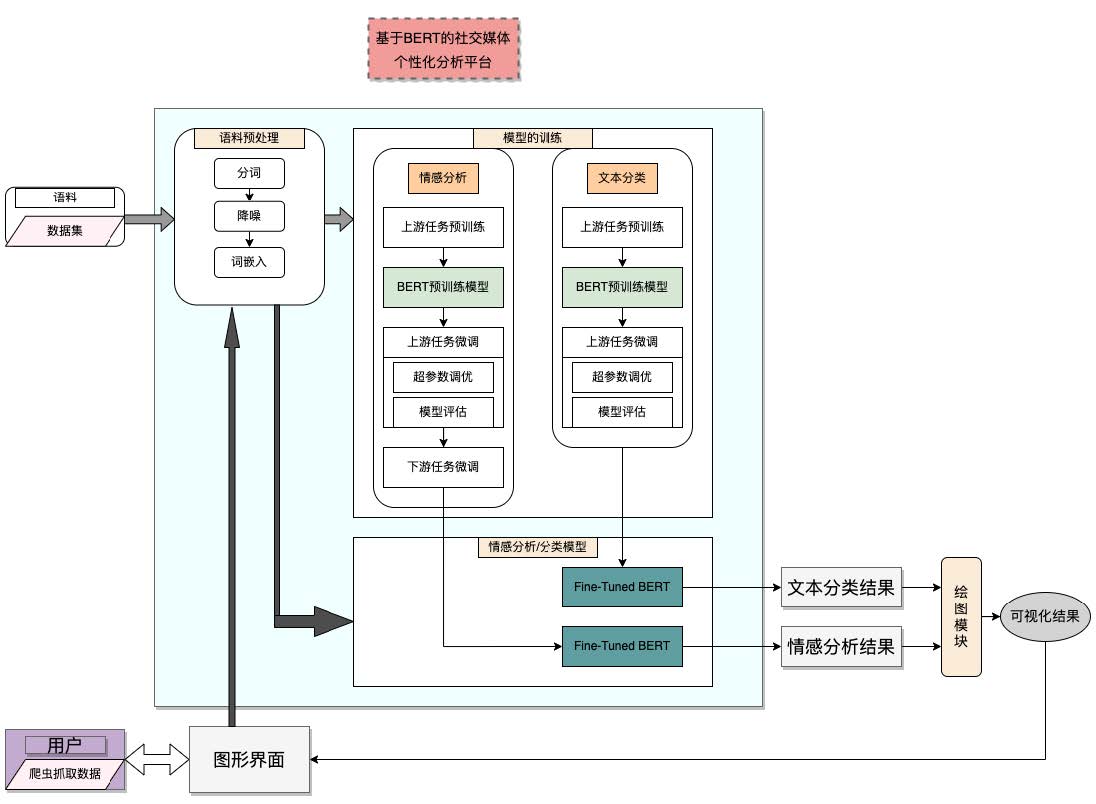 基于BERT的社交媒体
个性化分析平台
语料
数据集
语料预处理
分词
降噪
词嵌入
模型的训练
情感分析
上游任务预训练
BERT预训练模型
上游任务微调
超参数调优
模型评估
下游任务微调
文本分类
上游任务预训练
BERT预训练模型
上游任务微调
超参数调优
模型评估
情感分析/分类模型
Fine-Tuned BERT
Fine-Tuned BERT
文本分类结果
情感分析结果
绘图模块
可视化结果
用户
爬虫抓取数据
图形界面